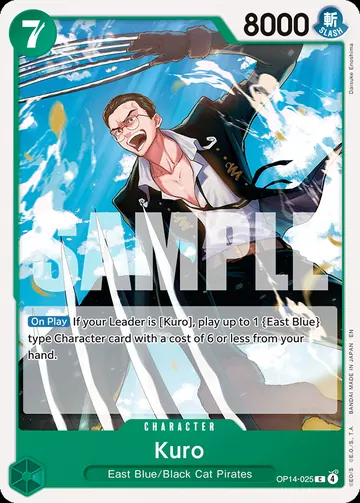 7
8000
斬
SLASH
Daisuke Enoshima
SAMPLE
On Play If your Leader is [Kuro], play up to 1 {East Blue}
type Character card with a cost of 6 or less from your
hand.
CHARACTER
Kuro
East Blue/Black Cat Pirates
OP14-025 C 4
BANDAI MADE IN JAPAN EN
©E.O./S. ©E.O./S., T.A.